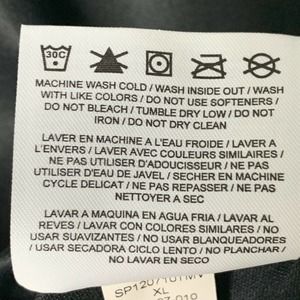 30C
MACHINE WASH COLD / WASH INSIDE OUT / WASH
WITH LIKE COLORS / DO NOT USE SOFTENERS /
DO NOT BLEACH / TUMBLE DRY LOW / DO NOT
IRON / DO NOT DRY CLEAN
LAVER EN MACHINE A L'EAU FROIDE / LAVER A
L'ENVERS / LAVER AVEC COULEURS SIMILAIRES /
NE PAS UTILISER D'ADOUCISSEUR / NE PAS
UTILISER D'EAU DE JAVEL / SECHER EN MACHINE
CYCLE DELICAT / NE PAS REPASSER / NE PAS
NETTOYER A SEC
LAVAR A MAQUINA EN AGUA FRIA / LAVAR AL
REVES / LAVAR CON COLORES SIMILARES / NO
USAR SUAVIZANTES / NO USAR BLANQUEADORES
/ USAR SECADORA CICLO LENTO / NO PLANCHAR /
NO LAVAR EN SECO
XL